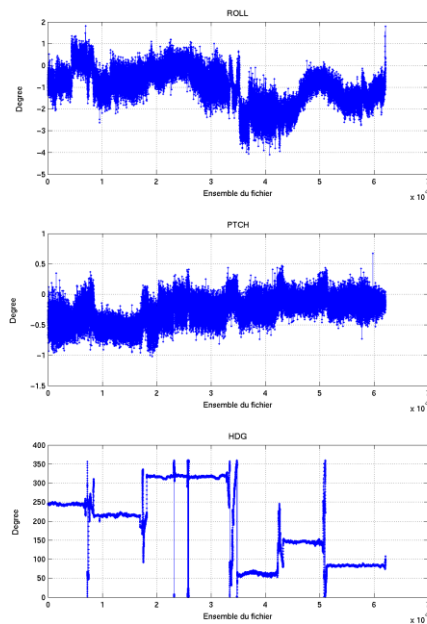 ROLL
2
1
0
-1
-2
-3
-4
-5
Degree
0 1 2 3 4 5 6
Ensemble du fichier
x 10
PTCH
1
0.5
0
-0.5
-1
-1.5
Degree
0 1 2 3 4 5 6
Ensemble du fichier
x 10
HDG
400
350
300
250
200
150
100
50
0
Degree
0 1 2 3 4 5 6
Ensemble du fichier
x 10